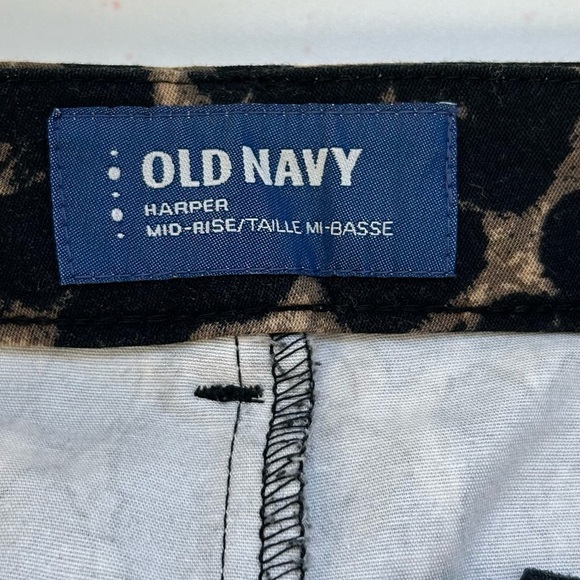 OLD NAVY
HARPER
MID-RISE/TAILLE MI-BASSE